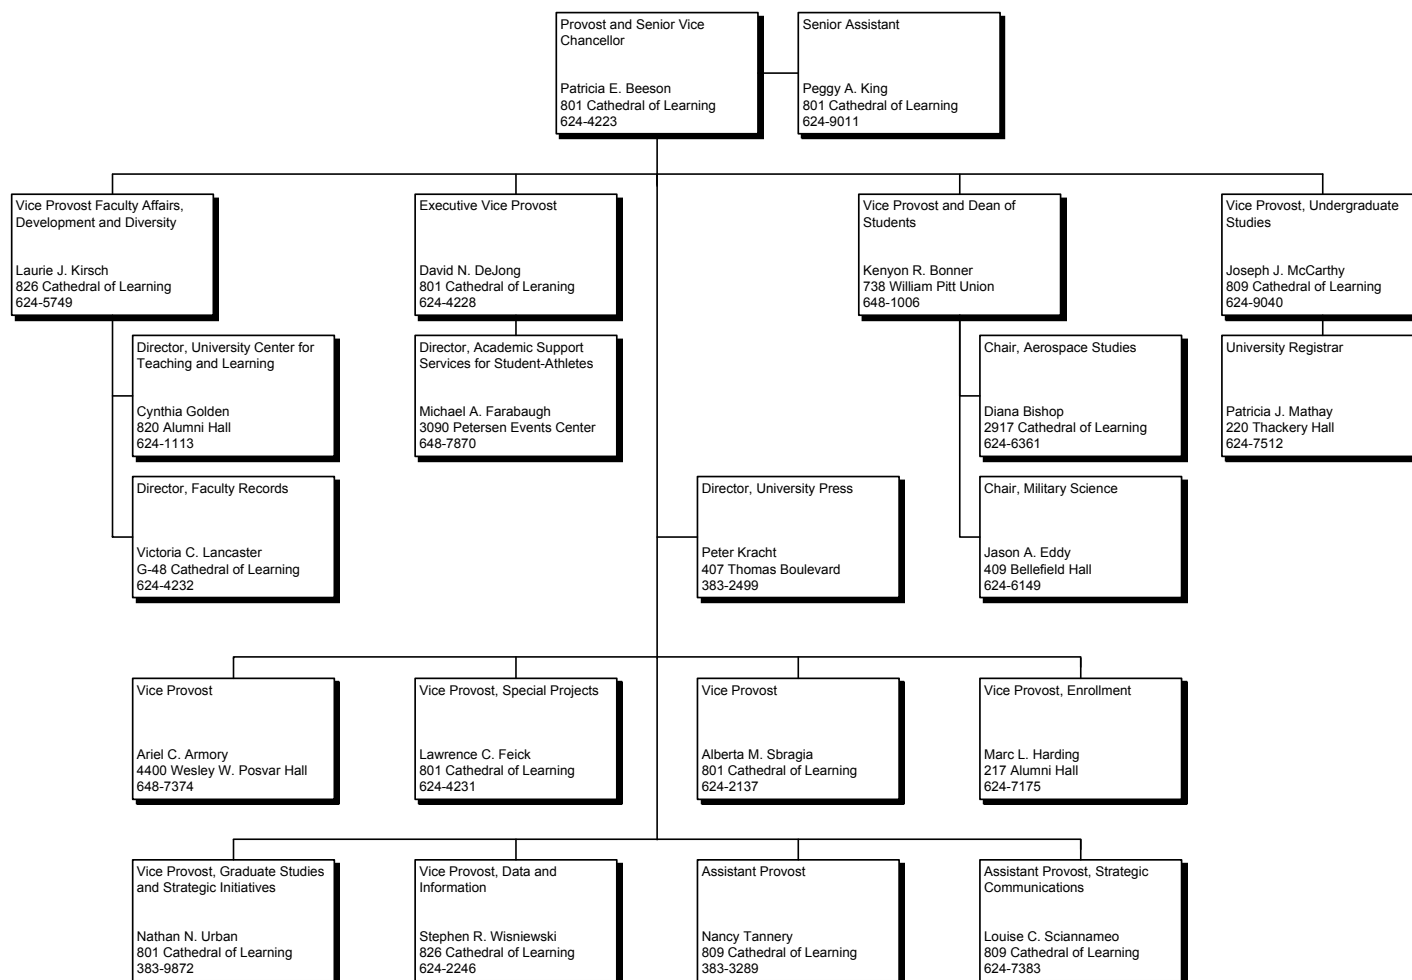 Provost and Senior Vice
Chancellor
Patricia E. Beeson
801 Cathedral of Learning
624-4223
Senior Assistant
Peggy A. King
801 Cathedral of Learning
624-9011
Vice Provost Faculty Affairs,
Development and Diversity
Laurie J. Kirsch
826 Cathedral of Learning
624-5749
Executive Vice Provost
David N. DeJong
801 Cathedral of Leraning
624-4228
Vice Provost and Dean of
Students
Kenyon R. Bonner
738 William Pitt Union
648-1006
Vice Provost, Undergraduate
Studies
Joseph J. McCarthy
809 Cathedral of Learning
624-9040
Director, University Center for
Teaching and Learning
Cynthia Golden
820 Alumni Hall
624-1113
Director, Academic Support
Services for Student-Athletes
Michael A. Farabaugh
3090 Petersen Events Center
648-7870
Chair, Aerospace Studies
Diana Bishop
2917 Cathedral of Learning
624-6361
University Registrar
Patricia J. Mathay
220 Thackery Hall
624-7512
Director, Faculty Records
Victoria C. Lancaster
G-48 Cathedral of Learning
624-4232
Director, University Press
Peter Kracht
407 Thomas Boulevard
383-2499
Chair, Military Science
Jason A. Eddy
409 Bellefield Hall
624-6149
Vice Provost
Ariel C. Armory
4400 Wesley W. Posvar Hall
648-7374
Vice Provost, Special Projects
Lawrence C. Feick
801 Cathedral of Learning
624-4231
Vice Provost
Alberta M. Sbragia
801 Cathedral of Learning
624-2137
Vice Provost, Enrollment
Marc L. Harding
217 Alumni Hall
624-7175
Vice Provost, Graduate Studies
and Strategic Initiatives
Nathan N. Urban
801 Cathedral of Learning
383-9872
Vice Provost, Data and
Information
Stephen R. Wisniewski
826 Cathedral of Learning
624-2246
Assistant Provost
Nancy Tannery
809 Cathedral of Learning
383-3289
Assistant Provost, Strategic
Communications
Louise C. Sciannameo
809 Cathedral of Learning
624-7383